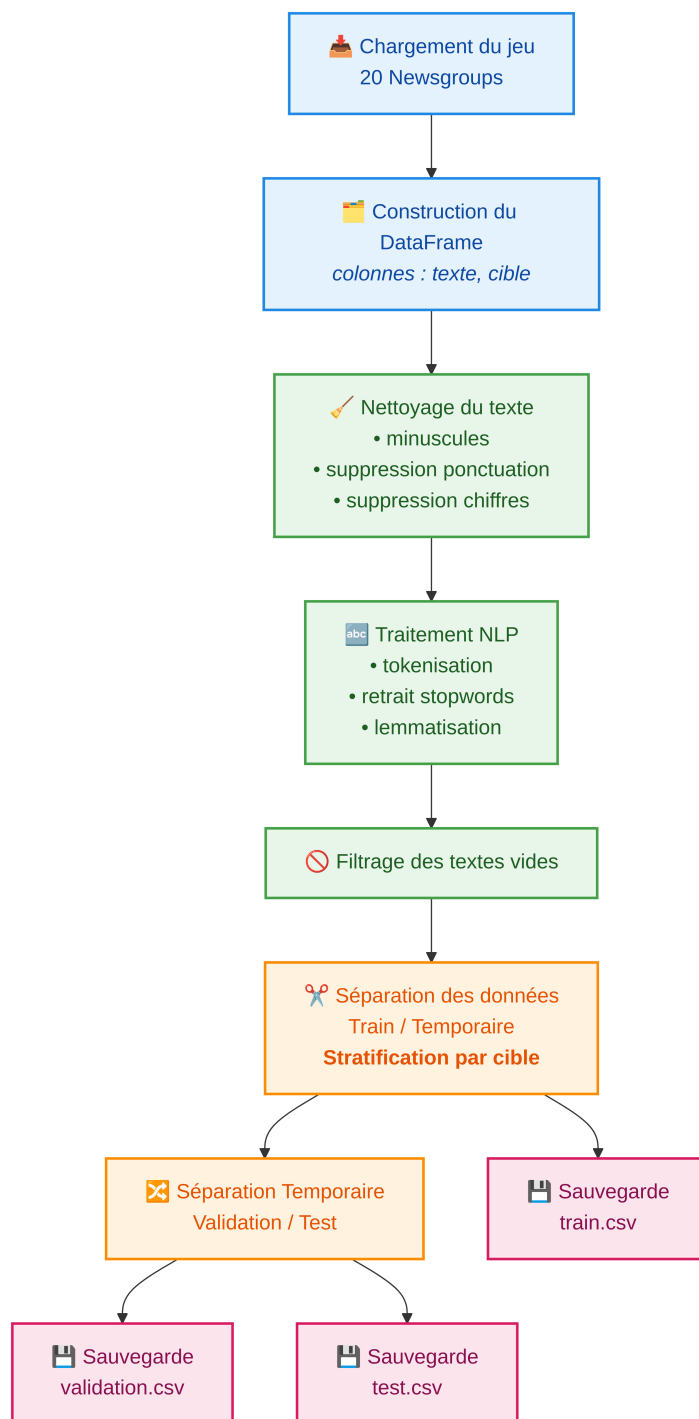 📥 Chargement du jeu
20 Newsgroups
🗂️ Construction du
DataFrame
colonnes : texte, cible
🧹 Nettoyage du texte
• minuscules
• suppression ponctuation
• suppression chiffres
🔤 Traitement NLP
• tokenisation
• retrait stopwords
• lemmatisation
🚫 Filtrage des textes vides
✂️ Séparation des données
Train / Temporaire
Stratification par cible
🔀 Séparation Temporaire
Validation / Test
💾 Sauvegarde
train.csv
💾 Sauvegarde
validation.csv
💾 Sauvegarde
test.csv